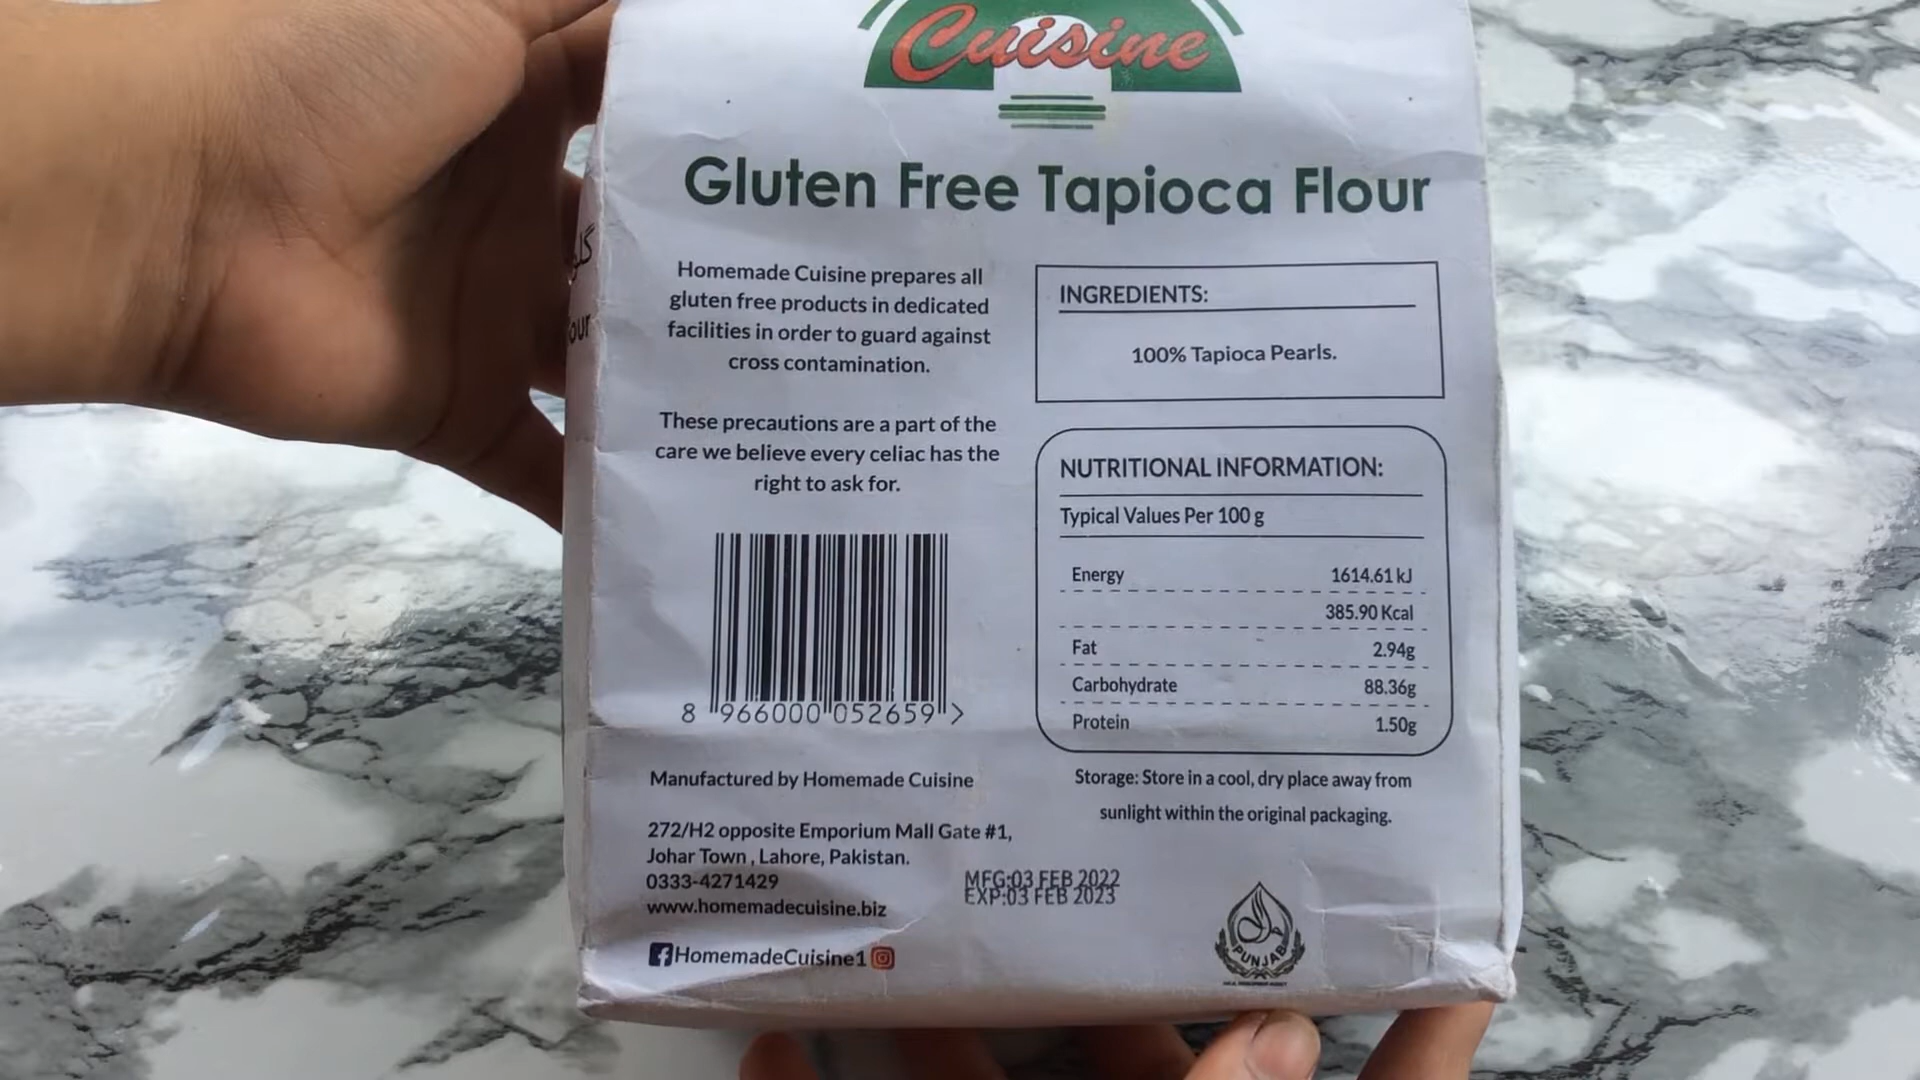 Cuisine
Gluten Free Tapioca Flour
Homemade Cuisine prepares all
gluten free products in dedicated
facilities in order to guard against
cross contamination.
These precautions are a part of the
care we believe every celiac has the
right to ask for.
8 966000 052659 >
Manufactured by Homemade Cuisine
272/H2 opposite Emporium Mall Gate #1,
Johar Town , Lahore, Pakistan.
0333-4271429
www.homemadecuisine.biz
HomemadeCuisine1
INGREDIENTS:
100% Tapioca Pearls.
NUTRITIONAL INFORMATION:
Typical Values Per 100 g
Energy 1614.61 kJ
385.90 Kcal
Fat 2.94g
Carbohydrate 88.36g
Protein 1.50g
Storage: Store in a cool, dry place away from
sunlight within the original packaging.
MFG:03 FEB 2022
EXP:03 FEB 2023
حلال
PUNJAB